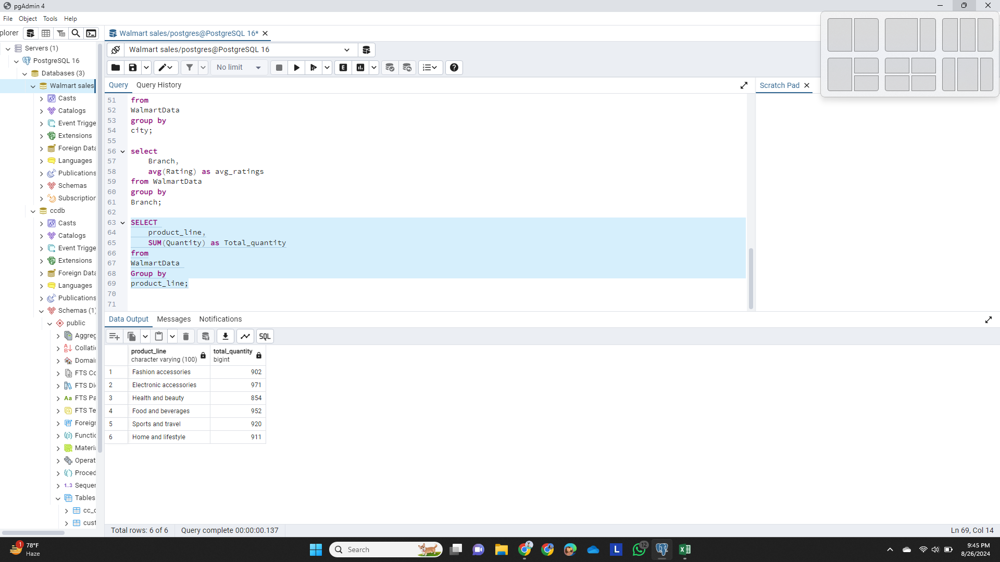 pgAdmin 4
File Object Tools Help
plorer
Walmart sales/postgres@PostgreSQL 16*
Servers (1)
PostgreSQL 16
Databases (3)
Walmart sales
Casts
Catalogs
Event Trigge
Extensions
Foreign Data
Languages
Publications
Schemas
Subscription
ccdb
Casts
Catalogs
Event Trigge
Extensions
Foreign Data
Languages
Publications
Schemas (1)
public
Aggreg
Collatio
Domain
FTS Co
FTS Di
Aa FTS Pa
FTS Te
Foreign
Functio
Materia
Operat
Proced
1..3 Sequen
Tables
cc_d
cust
Walmart sales/postgres@PostgreSQL 16
No limit
E
Query Query History
Scratch Pad
51 from
52 WalmartData
53 group by
54 city;
55
56 select
57 Branch,
58 avg(Rating) as avg_ratings
59 from WalmartData
60 group by
61 Branch;
62
63 SELECT
64 product_line,
65 SUM(Quantity) as Total_quantity
66 from
67 WalmartData
68 Group by
69 product_line;
70
71
Data Output Messages Notifications
SQL
product_line total_quantity
character varying (100) bigint
1 Fashion accessories 902
2 Electronic accessories 971
3 Health and beauty 854
4 Food and beverages 952
5 Sports and travel 920
6 Home and lifestyle 911
Total rows: 6 of 6 Query complete 00:00:00.137
Ln 69, Col 14
1
78°F
Haze
Search
L
12
9:45 PM
8/26/2024